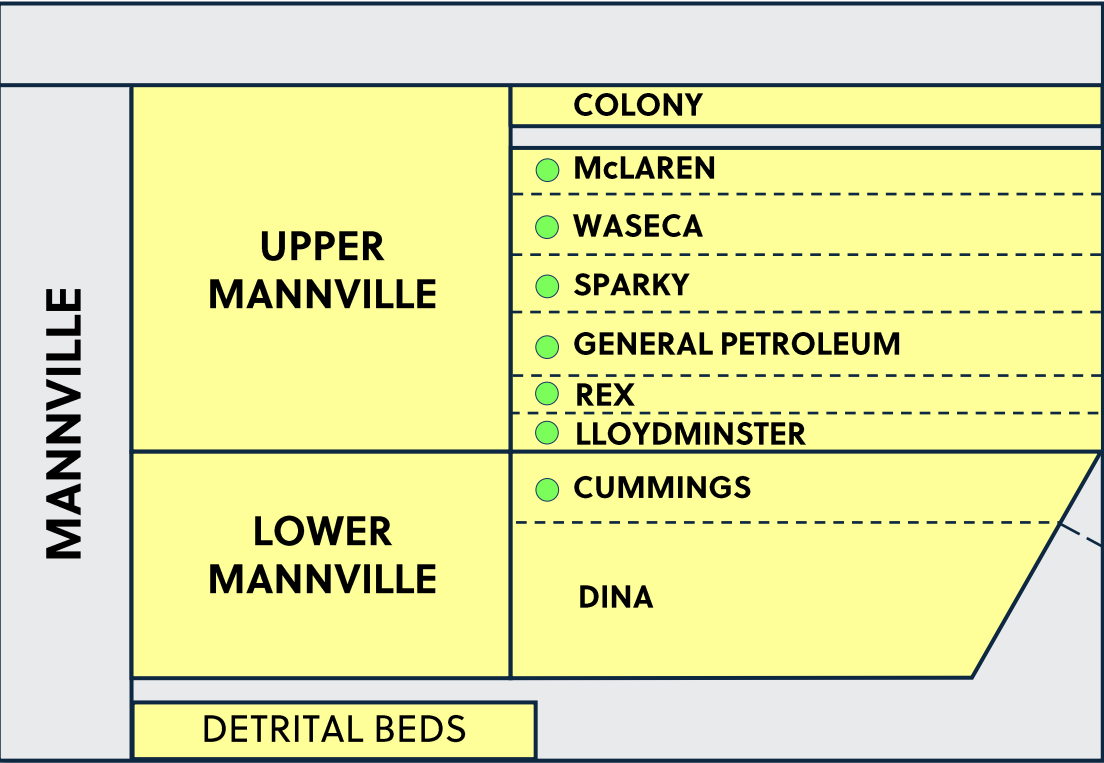 MANNVILLE
UPPER
MANNVILLE
COLONY
McLAREN
WASECA
SPARKY
GENERAL PETROLEUM
REX
LLOYDMINSTER
LOWER
MANNVILLE
CUMMINGS
DINA
DETRITAL BEDS